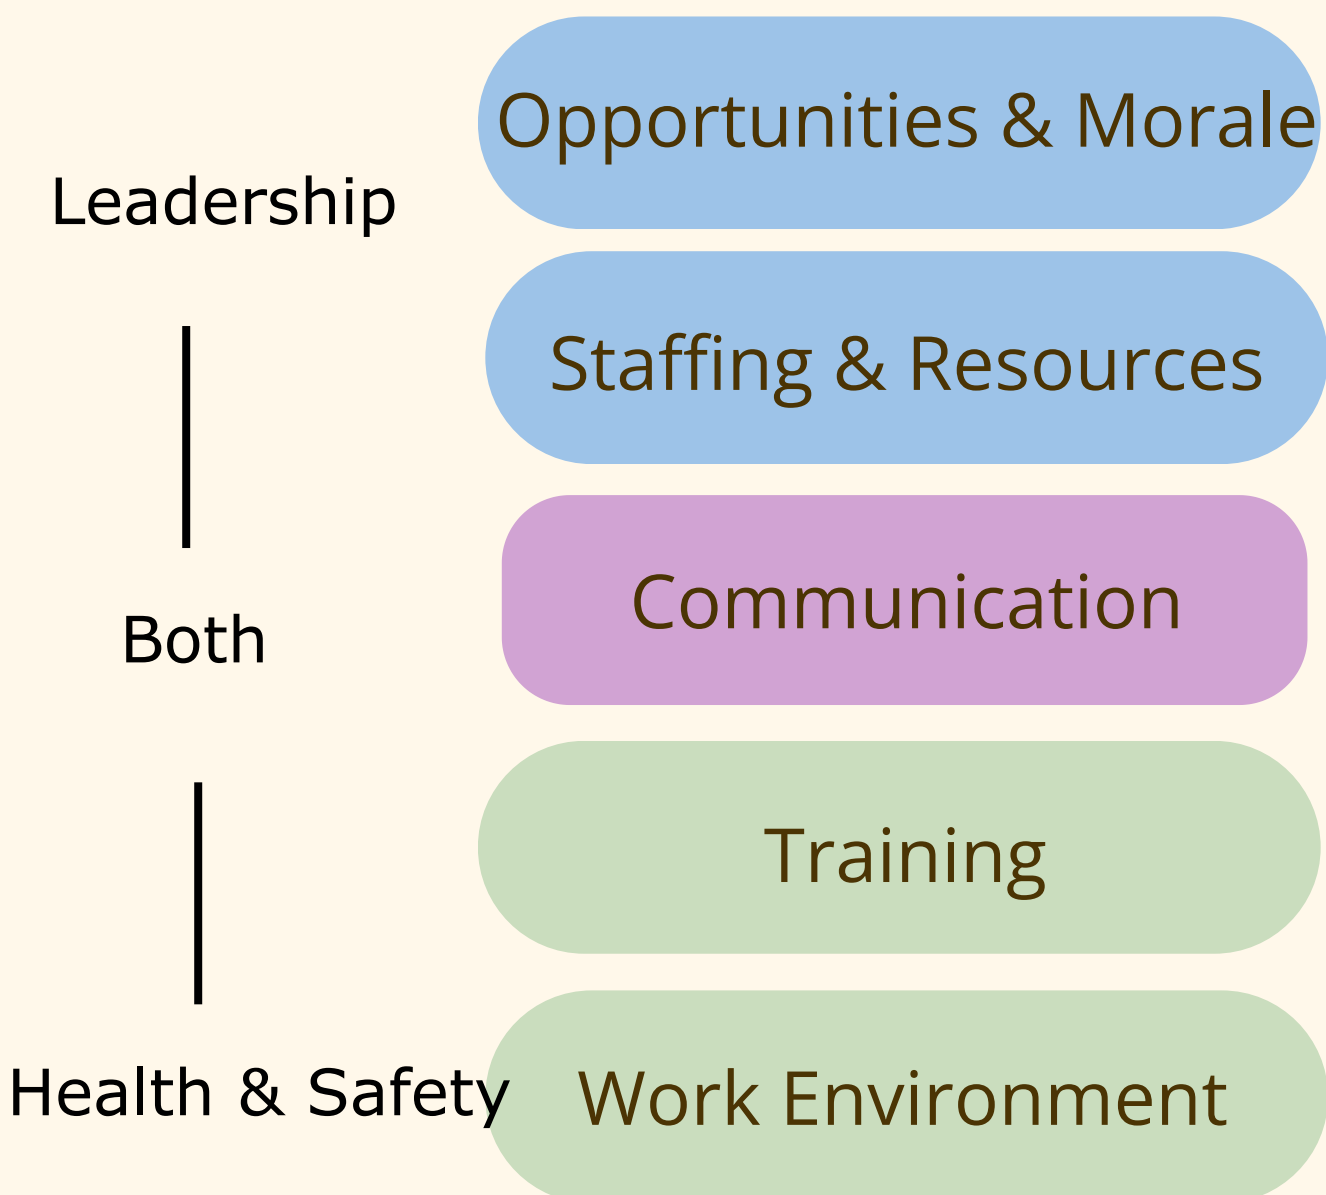 Opportunities & Morale
Leadership
Staffing & Resources
Communication
Both
Training
Health & Safety
Work Environment